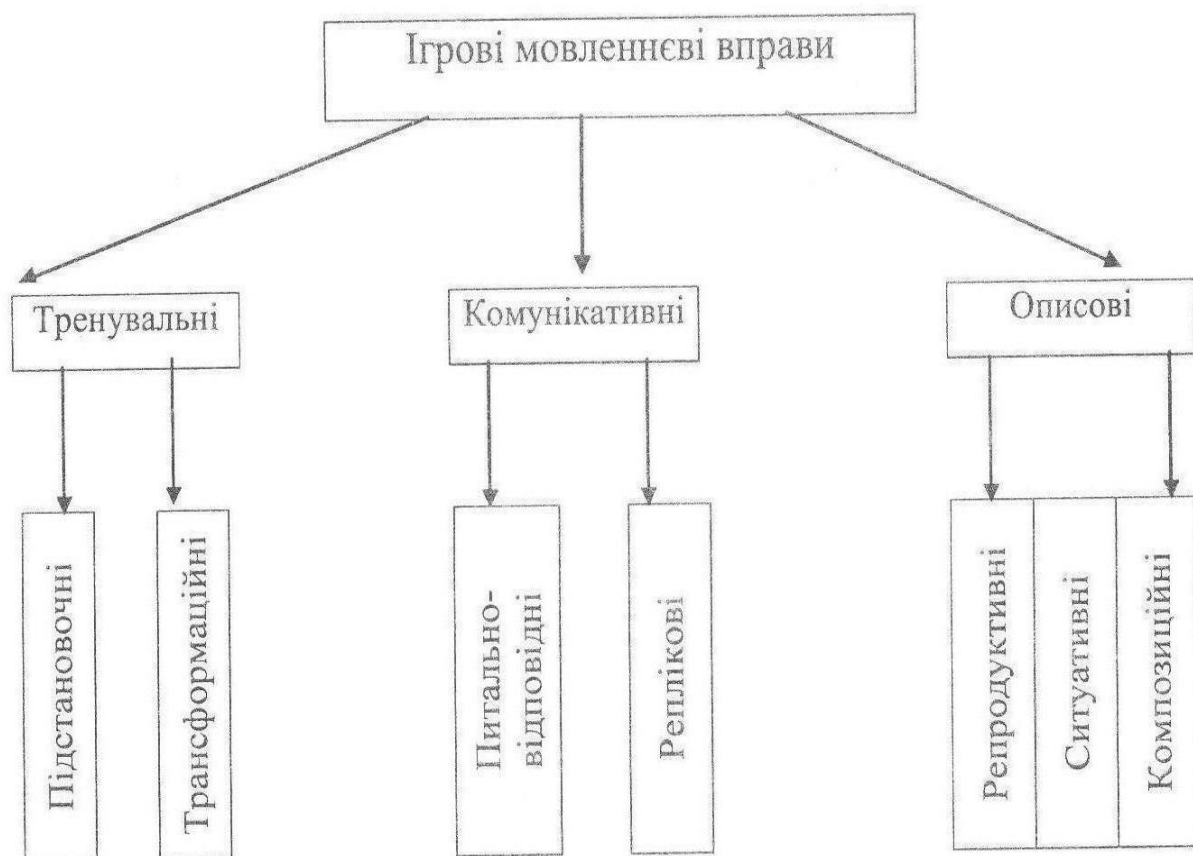 Ігрові мовленнєві вправи
Тренувальні
Комунікативні
Описові
Підстановочні
Трансформаційні
Питально-
відповідні
Реплікові
Репродуктивні
Ситуативні
Композиційні